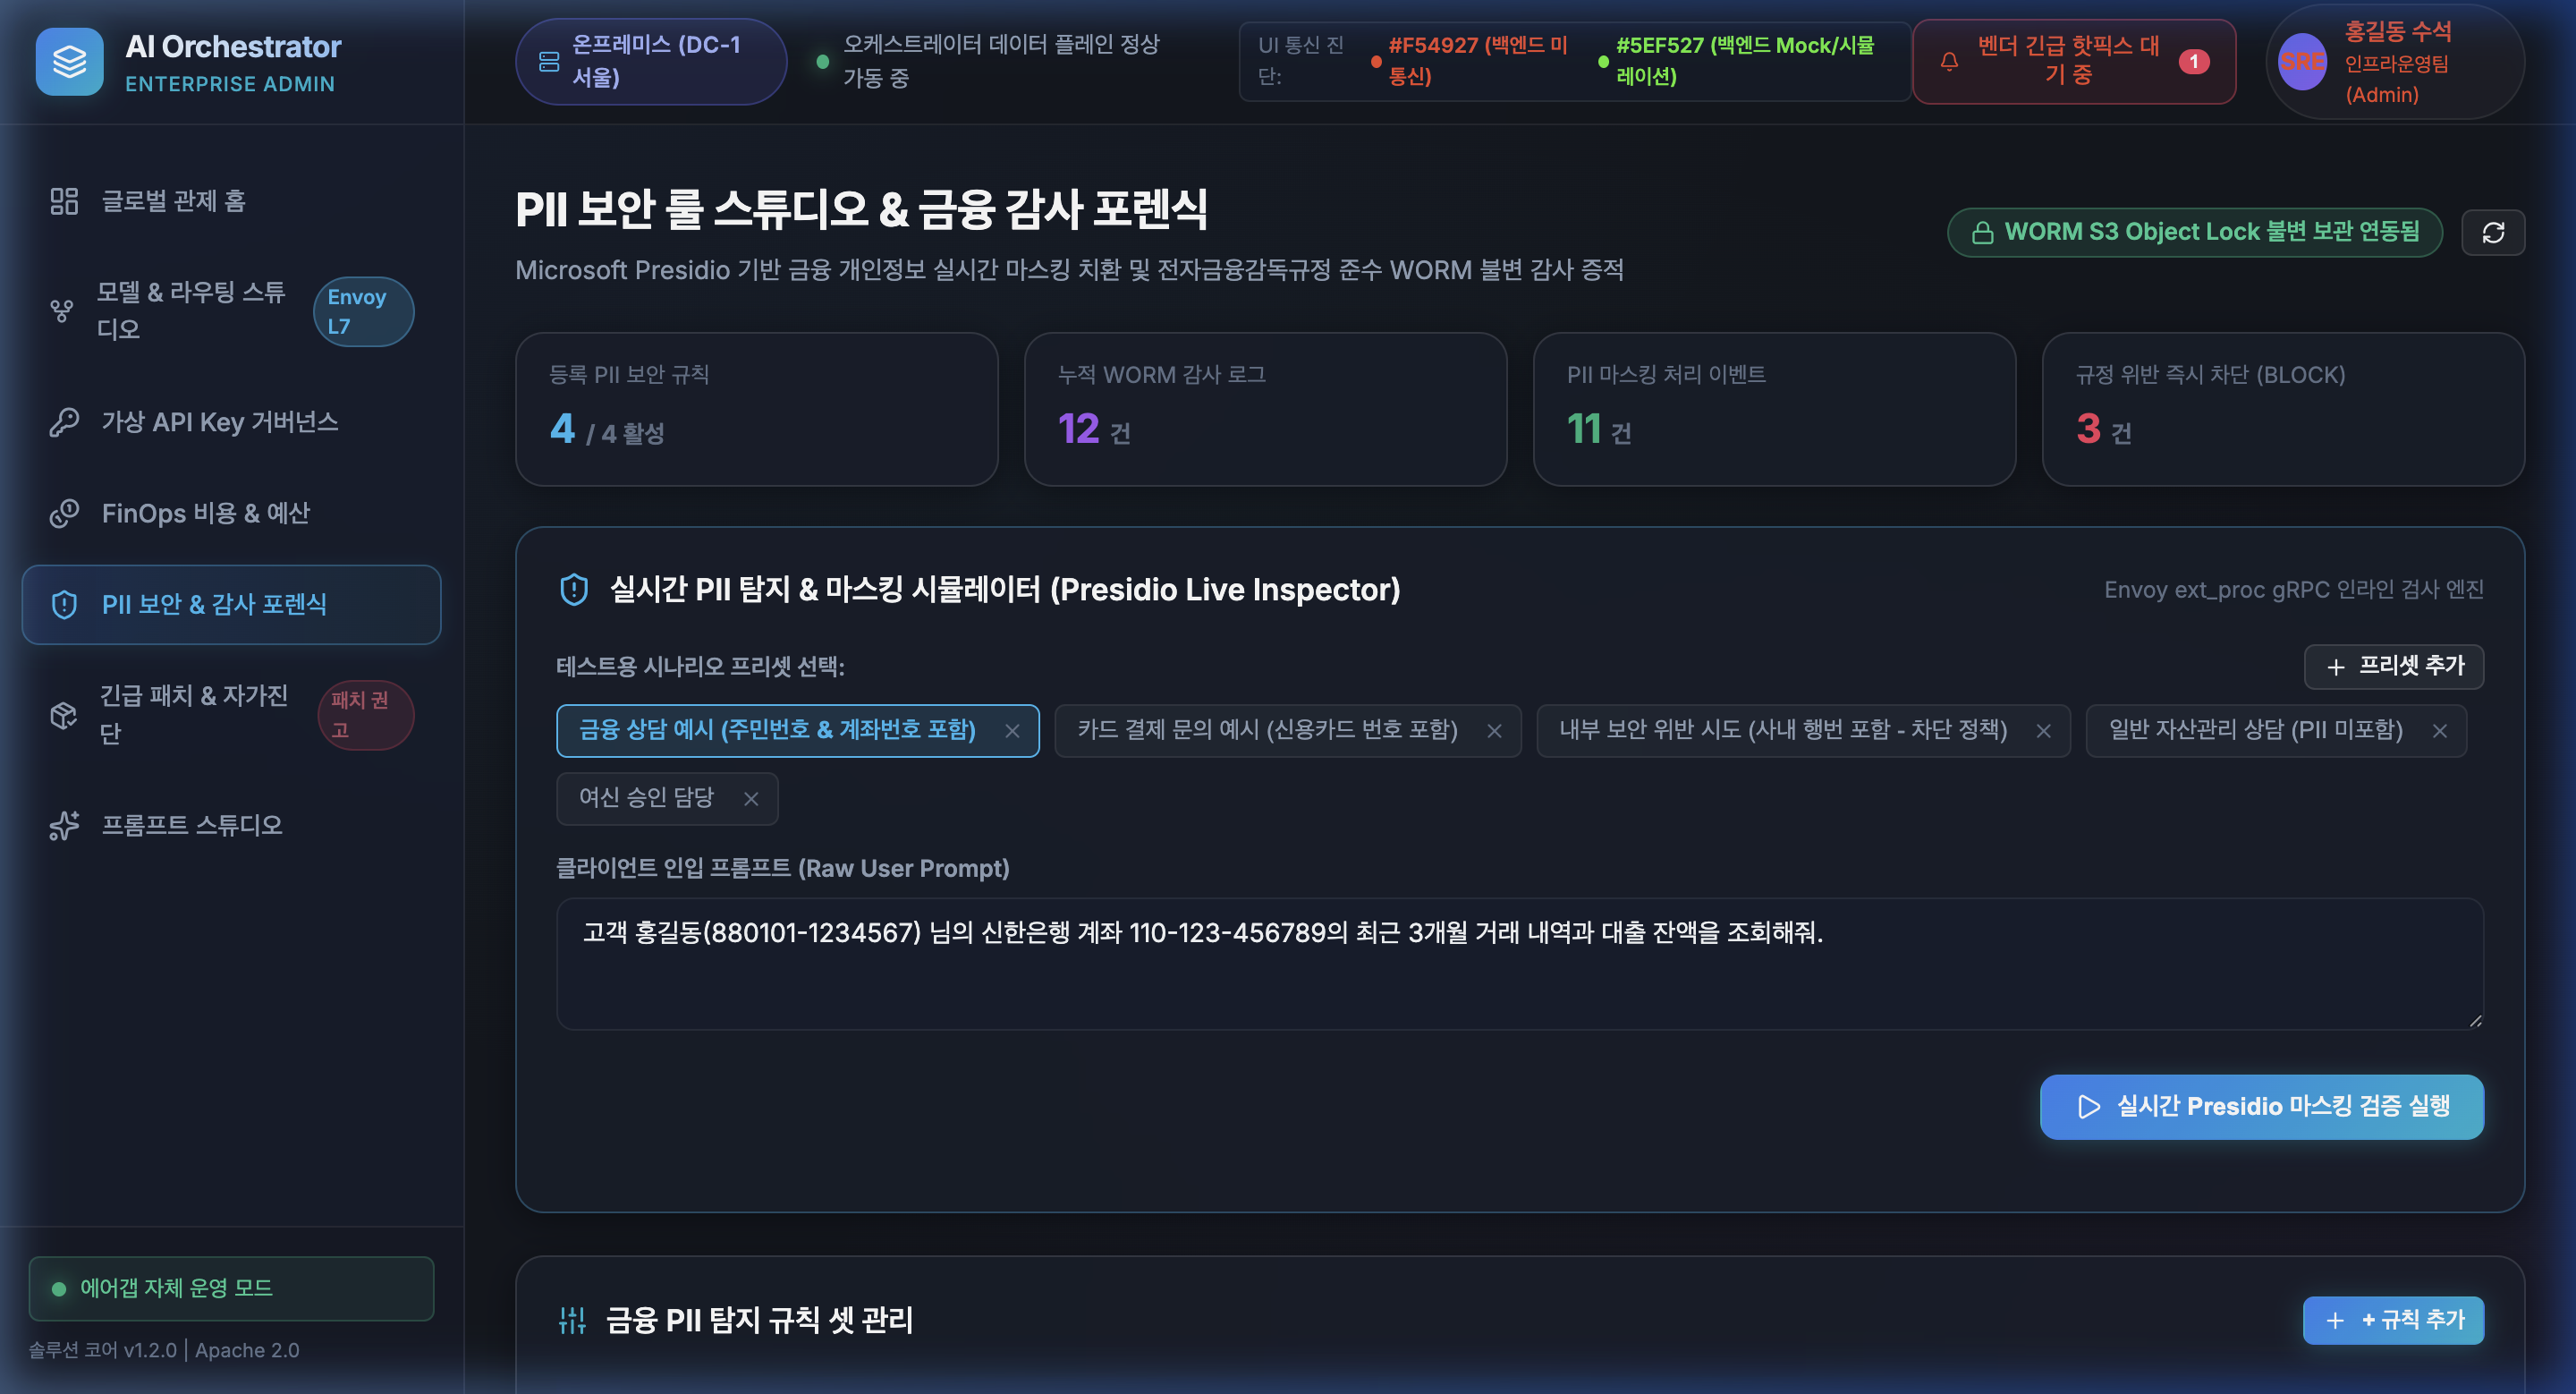 AI Orchestrator
ENTERPRISE ADMIN
온프레미스 (DC-1
서울)
오케스트레이터 데이터 플레인 정상
가동 중
UI 통신 진
단:
#F54927 (백엔드 미
통신)
#5EF527 (백엔드 Mock/시뮬
레이션)
벤더 긴급 핫픽스 대
기 중
1
SRE
홍길동 수석
인프라운영팀
(Admin)
글로벌 관제 홈
모델 & 라우팅 스튜
디오
Envoy
L7
가상 API Key 거버넌스
FinOps 비용 & 예산
PII 보안 & 감사 포렌식
긴급 패치 & 자가진
단
패치 권
고
프롬프트 스튜디오
에어갭 자체 운영 모드
솔루션 코어 v1.2.0 | Apache 2.0
PII 보안 룰 스튜디오 & 금융 감사 포렌식
Microsoft Presidio 기반 금융 개인정보 실시간 마스킹 치환 및 전자금융감독규정 준수 WORM 불변 감사 증적
WORM S3 Object Lock 불변 보관 연동됨
등록 PII 보안 규칙
4 / 4 활성
누적 WORM 감사 로그
12 건
PII 마스킹 처리 이벤트
11 건
규정 위반 즉시 차단 (BLOCK)
3 건
실시간 PII 탐지 & 마스킹 시뮬레이터 (Presidio Live Inspector)
Envoy ext_proc gRPC 인라인 검사 엔진
테스트용 시나리오 프리셋 선택:
+ 프리셋 추가
금융 상담 예시 (주민번호 & 계좌번호 포함) ×
카드 결제 문의 예시 (신용카드 번호 포함) ×
내부 보안 위반 시도 (사내 행번 포함 - 차단 정책) ×
일반 자산관리 상담 (PII 미포함) ×
여신 승인 담당 ×
클라이언트 인입 프롬프트 (Raw User Prompt)
고객 홍길동(880101-1234567) 님의 신한은행 계좌 110-123-456789의 최근 3개월 거래 내역과 대출 잔액을 조회해줘.
실시간 Presidio 마스킹 검증 실행
금융 PII 탐지 규칙 셋 관리
+ + 규칙 추가